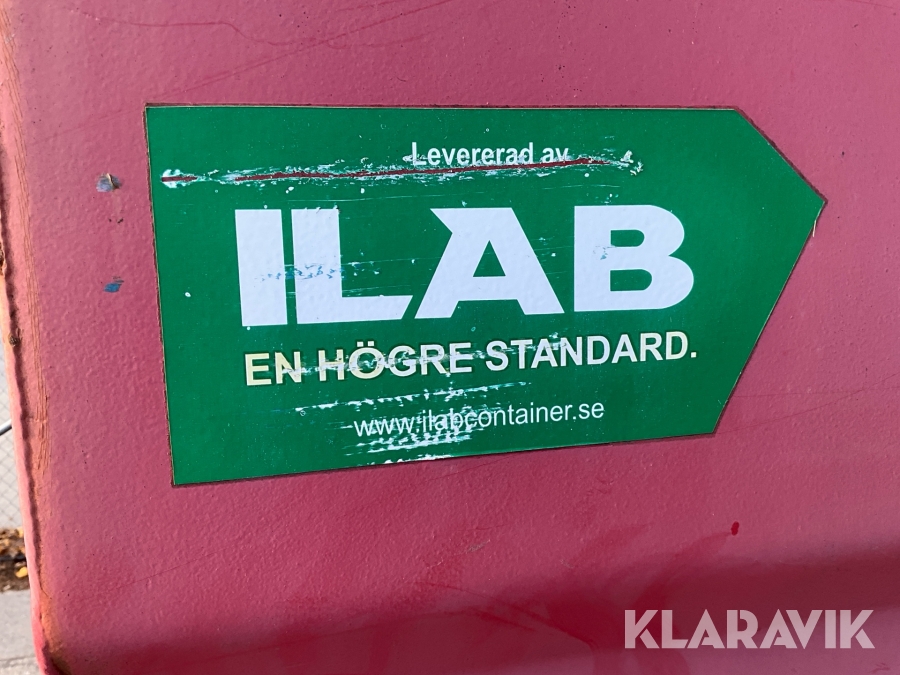 Levererad av
ILAB
EN HÖGRE STANDARD.
www.ilabcontainer.se
KLARAVIK